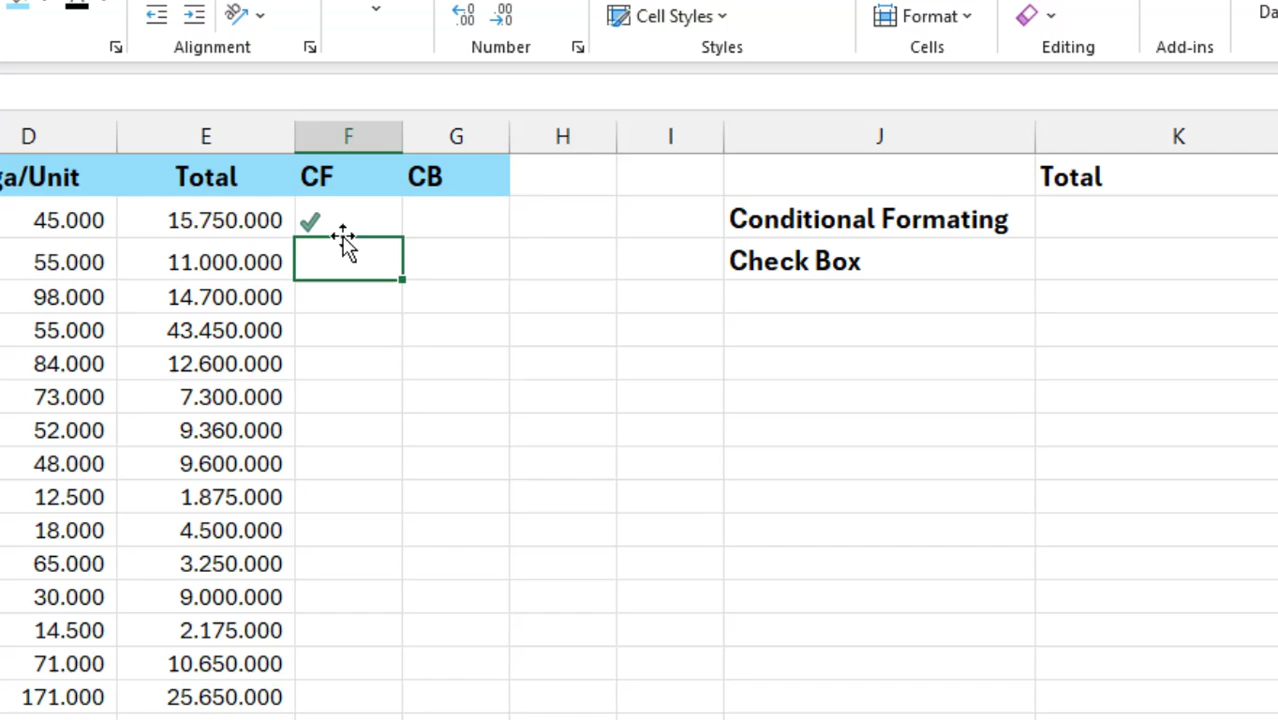 Cell Styles
Format
Da
Alignment
Number
Styles
Cells
Editing
Add-ins
D E F G H I J K
ga/Unit Total CF CB Total
45.000 15.750.000 Conditional Formating
55.000 11.000.000 Check Box
98.000 14.700.000
55.000 43.450.000
84.000 12.600.000
73.000 7.300.000
52.000 9.360.000
48.000 9.600.000
12.500 1.875.000
18.000 4.500.000
65.000 3.250.000
30.000 9.000.000
14.500 2.175.000
71.000 10.650.000
171.000 25.650.000